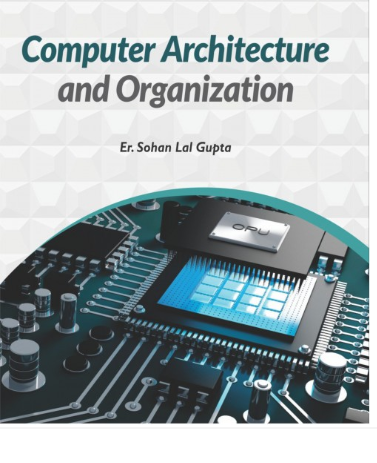 Computer Architecture
and Organization
Er. Sohan Lal Gupta
CPU